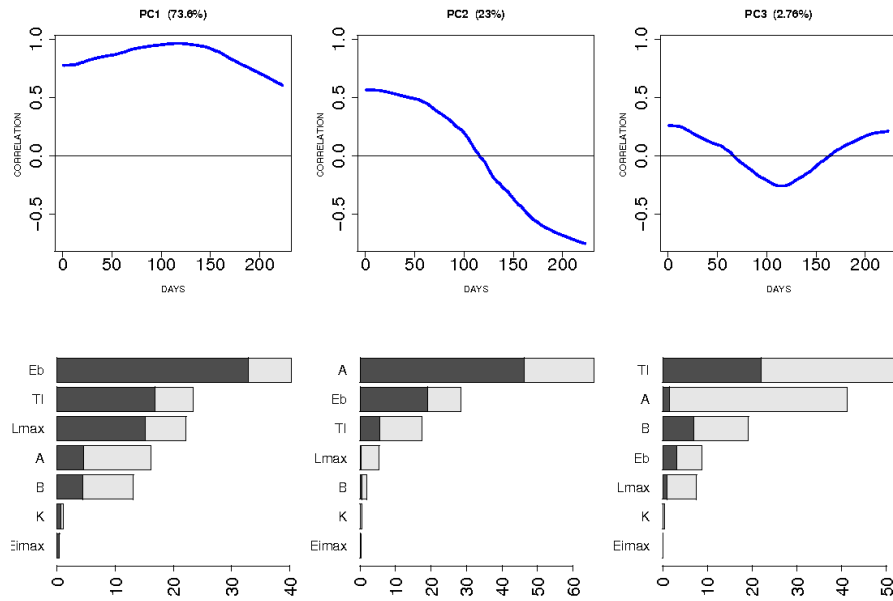 PC1 (73.6%)
PC2 (23%)
PC3 (2.76%)
CORRELATION
−0.5 0.0 0.5 1.0
0 50 100 150 200
DAYS
CORRELATION
−0.5 0.0 0.5 1.0
0 50 100 150 200
DAYS
CORRELATION
−0.5 0.0 0.5 1.0
0 50 100 150 200
DAYS
Eb
Tl
Lmax
A
B
K
Eimax
0 10 20 30 40
A
Eb
Tl
Lmax
B
K
Eimax
0 10 20 30 40 50 60
Tl
A
B
Eb
Lmax
K
Eimax
0 10 20 30 40 50